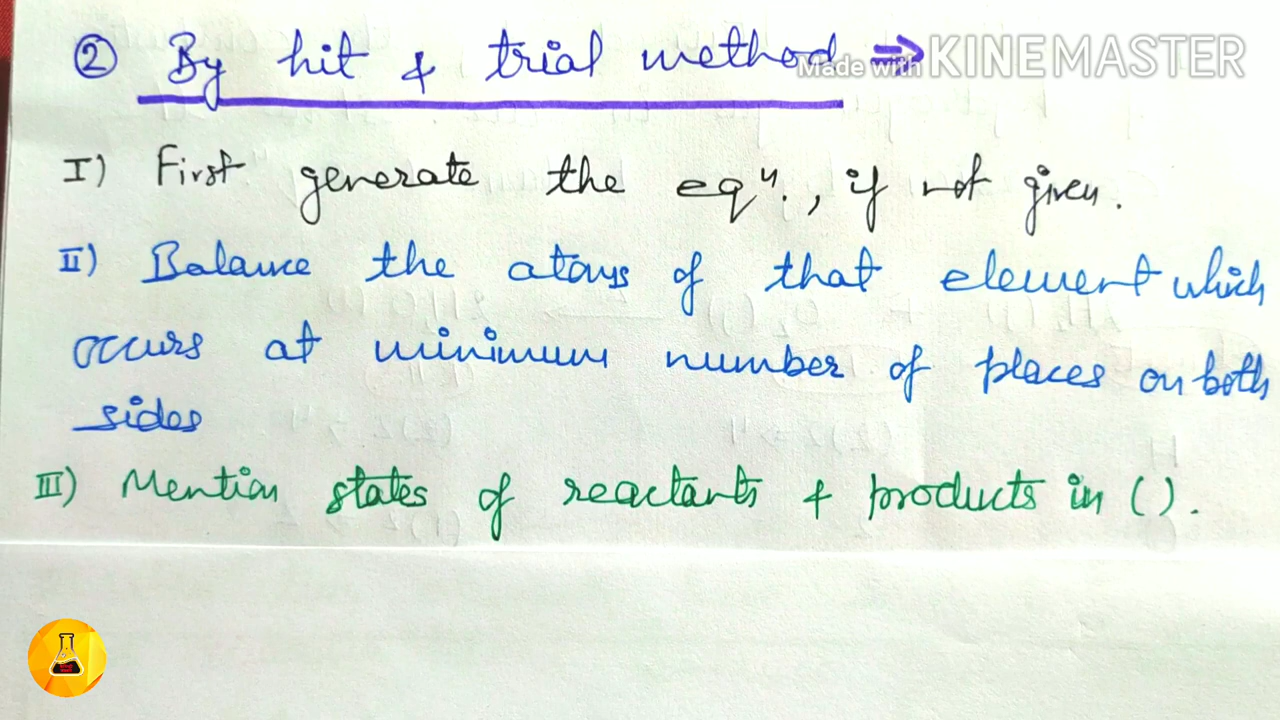 ② By hit & trial method ⇒
Made with KINEMASTER
I) First generate the eqⁿ., if not given.
II) Balance the atoms of that element which
occurs at minimum number of places on both
sides
III) Mention states of reactants & products in ( ).